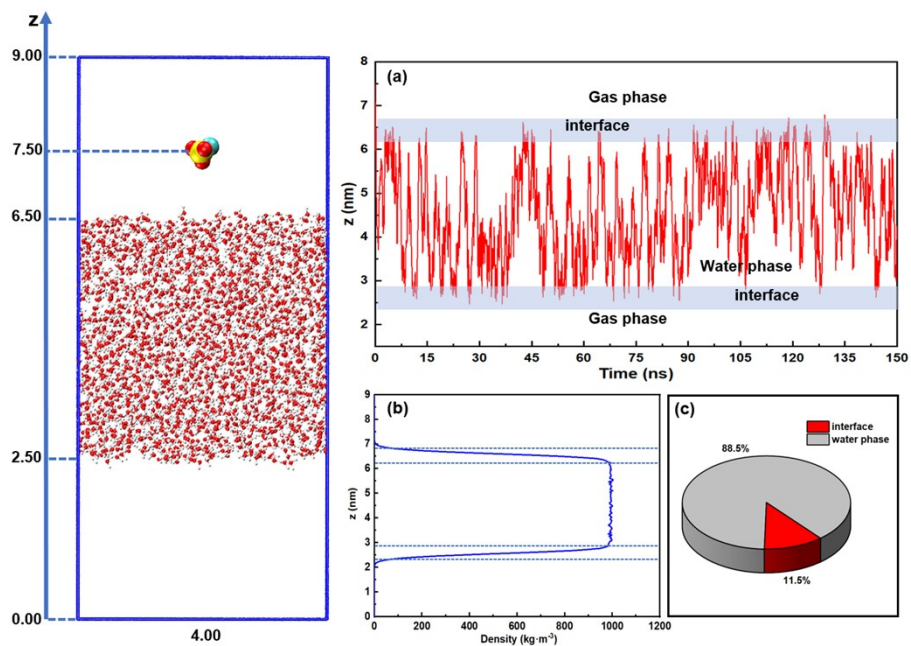 z
9.00
7.50
6.50
2.50
0.00
4.00
(a)
Gas phase
interface
Water phase
interface
Gas phase
8
7
6
5
4
3
2
z (nm)
0 15 30 45 60 75 90 105 120 135 150
Time (ns)
(b)
9
8
7
6
5
4
3
2
1
0
z (nm)
0 200 400 600 800 1000 1200
Density (kg·m⁻³)
(c)
interface
water phase
88.5%
11.5%